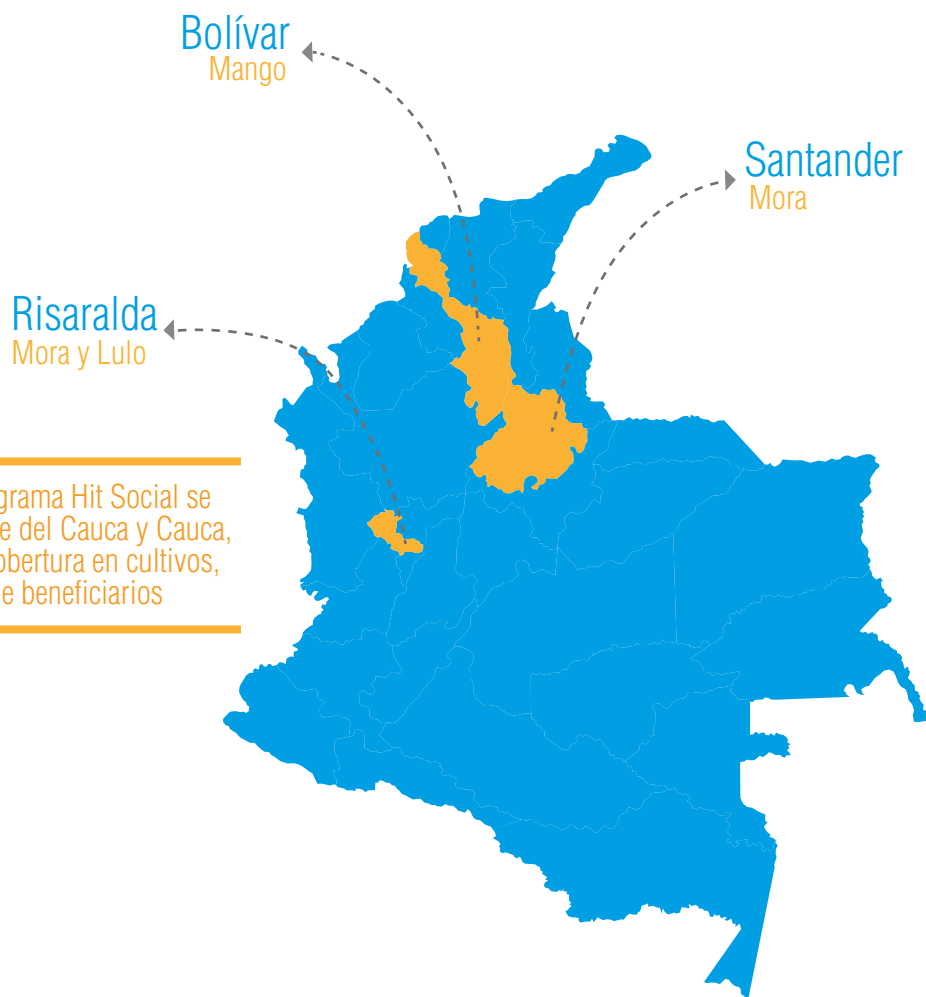 Bolívar
Mango
Santander
Mora
Risaralda
Mora y Lulo
grama Hit Social se
e del Cauca y Cauca,
obertura en cultivos,
e beneficiarios